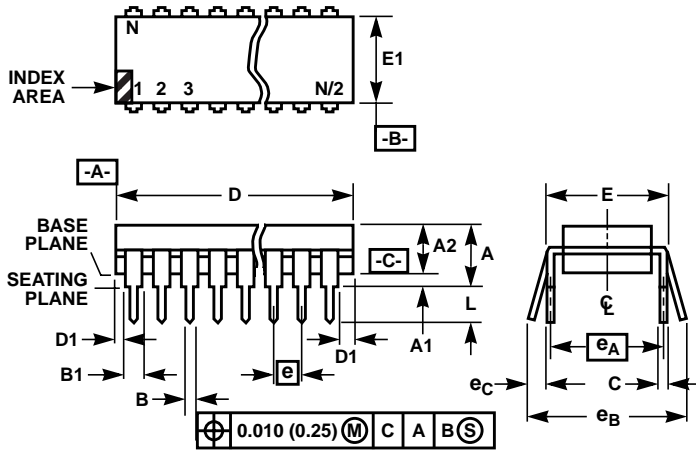 N
E1
INDEX
AREA
1 2 3 N/2
-B-
-A-
D
E
BASE
PLANE
A2
A
-C-
SEATING
PLANE
L
D1
A1
D1
B1
e
eA
eC
C
B
eB
0.010 (0.25) Ⓜ C A B Ⓢ
℄